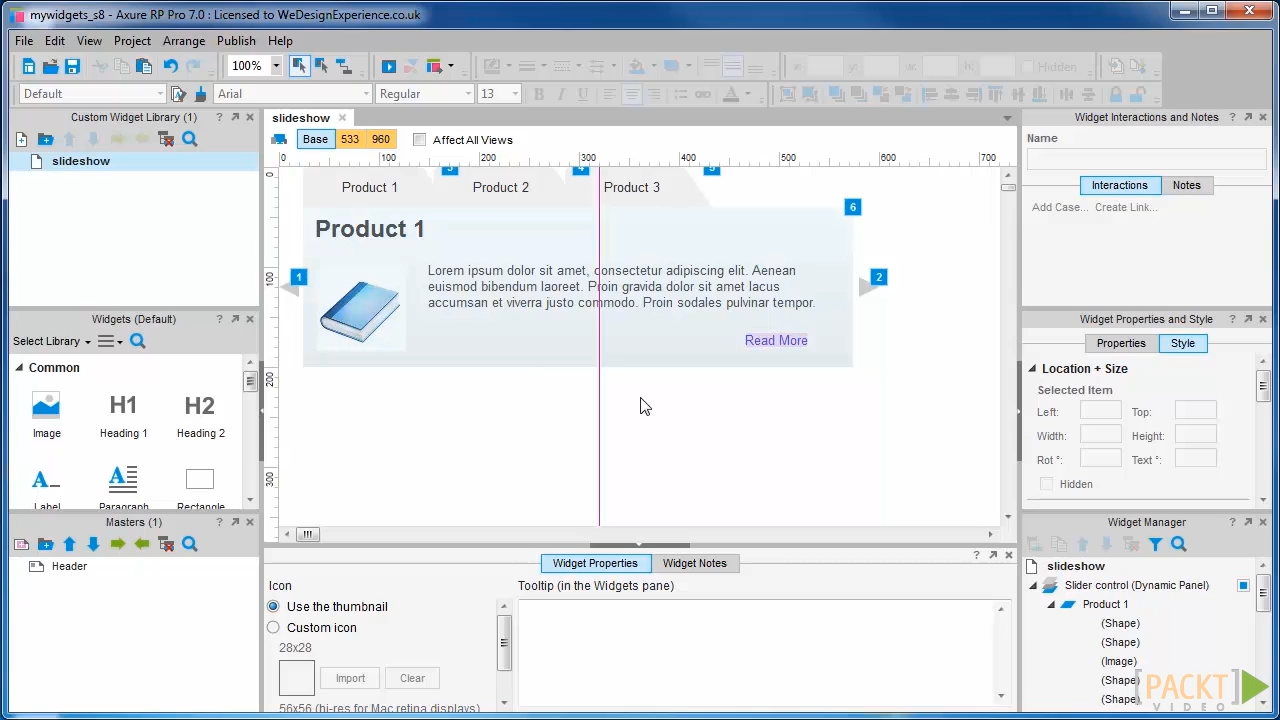 mywidgets_s8 - Axure RP Pro 7.0 : Licensed to WeDesignExperience.co.uk
File Edit View Project Arrange Publish Help
100%
Hidden
Default Arial Regular 13
Custom Widget Library (1)
slideshow
slideshow
Base 533 960 Affect All Views
0 100 200 300 400 500 600 700
0
100
200
300
3 4 5
Product 1 Product 2 Product 3
6
Product 1
1
2
Lorem ipsum dolor sit amet, consectetur adipiscing elit. Aenean
euismod bibendum laoreet. Proin gravida dolor sit amet lacus
accumsan et viverra justo commodo. Proin sodales pulvinar tempor.
Read More
Widgets (Default)
Select Library
Common
H1 H2
Image Heading 1 Heading 2
A A
Label Paragraph Rectangle
Masters (1)
Header
Widget Properties Widget Notes
Icon
Use the thumbnail
Custom icon
28x28
Import Clear
56x56 (hi-res for Mac retina displays)
Tooltip (in the Widgets pane)
Widget Interactions and Notes
Name
Interactions Notes
Add Case... Create Link...
Widget Properties and Style
Properties Style
Location + Size
Selected Item
Left: Top:
Width: Height:
Rot °: Text °:
Hidden
Widget Manager
slideshow
Slider control (Dynamic Panel)
Product 1
(Shape)
(Shape)
(Image)
(Shape)
(Shape)
PACKT
VIDEO